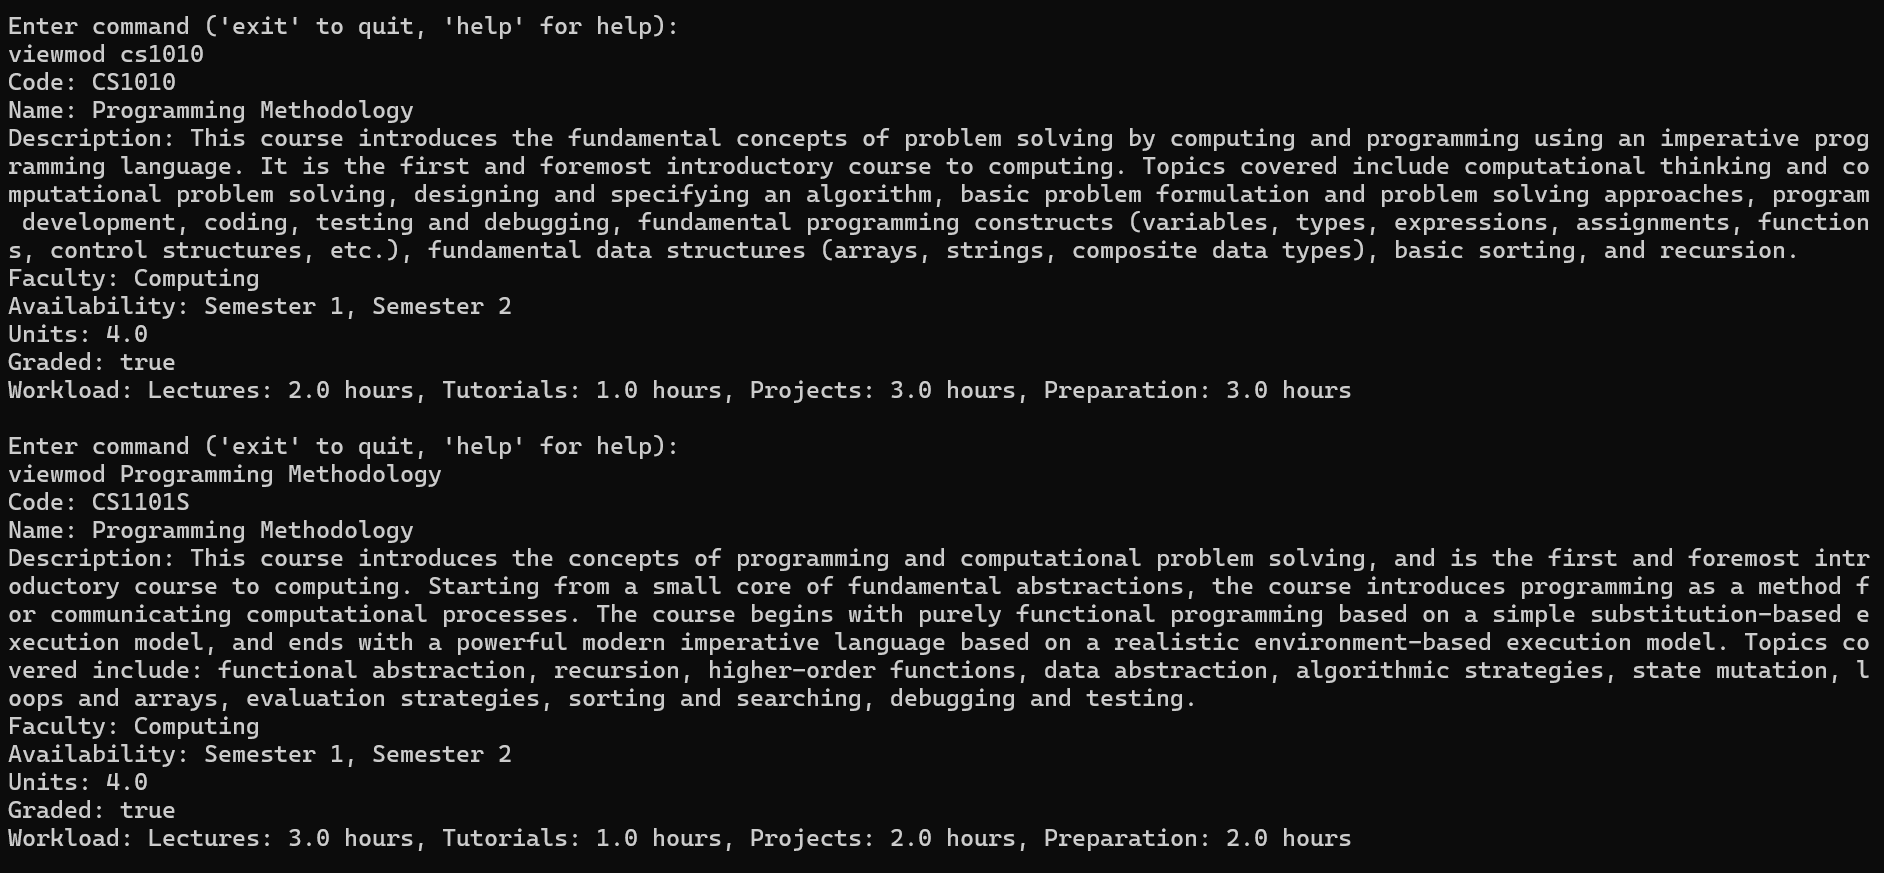 Enter command ('exit' to quit, 'help' for help):
viewmod cs1010
Code: CS1010
Name: Programming Methodology
Description: This course introduces the fundamental concepts of problem solving by computing and programming using an imperative prog
ramming language. It is the first and foremost introductory course to computing. Topics covered include computational thinking and co
mputational problem solving, designing and specifying an algorithm, basic problem formulation and problem solving approaches, program
 development, coding, testing and debugging, fundamental programming constructs (variables, types, expressions, assignments, function
s, control structures, etc.), fundamental data structures (arrays, strings, composite data types), basic sorting, and recursion.
Faculty: Computing
Availability: Semester 1, Semester 2
Units: 4.0
Graded: true
Workload: Lectures: 2.0 hours, Tutorials: 1.0 hours, Projects: 3.0 hours, Preparation: 3.0 hours

Enter command ('exit' to quit, 'help' for help):
viewmod Programming Methodology
Code: CS1101S
Name: Programming Methodology
Description: This course introduces the concepts of programming and computational problem solving, and is the first and foremost intr
oductory course to computing. Starting from a small core of fundamental abstractions, the course introduces programming as a method f
or communicating computational processes. The course begins with purely functional programming based on a simple substitution-based e
xecution model, and ends with a powerful modern imperative language based on a realistic environment-based execution model. Topics co
vered include: functional abstraction, recursion, higher-order functions, data abstraction, algorithmic strategies, state mutation, l
oops and arrays, evaluation strategies, sorting and searching, debugging and testing.
Faculty: Computing
Availability: Semester 1, Semester 2
Units: 4.0
Graded: true
Workload: Lectures: 3.0 hours, Tutorials: 1.0 hours, Projects: 2.0 hours, Preparation: 2.0 hours